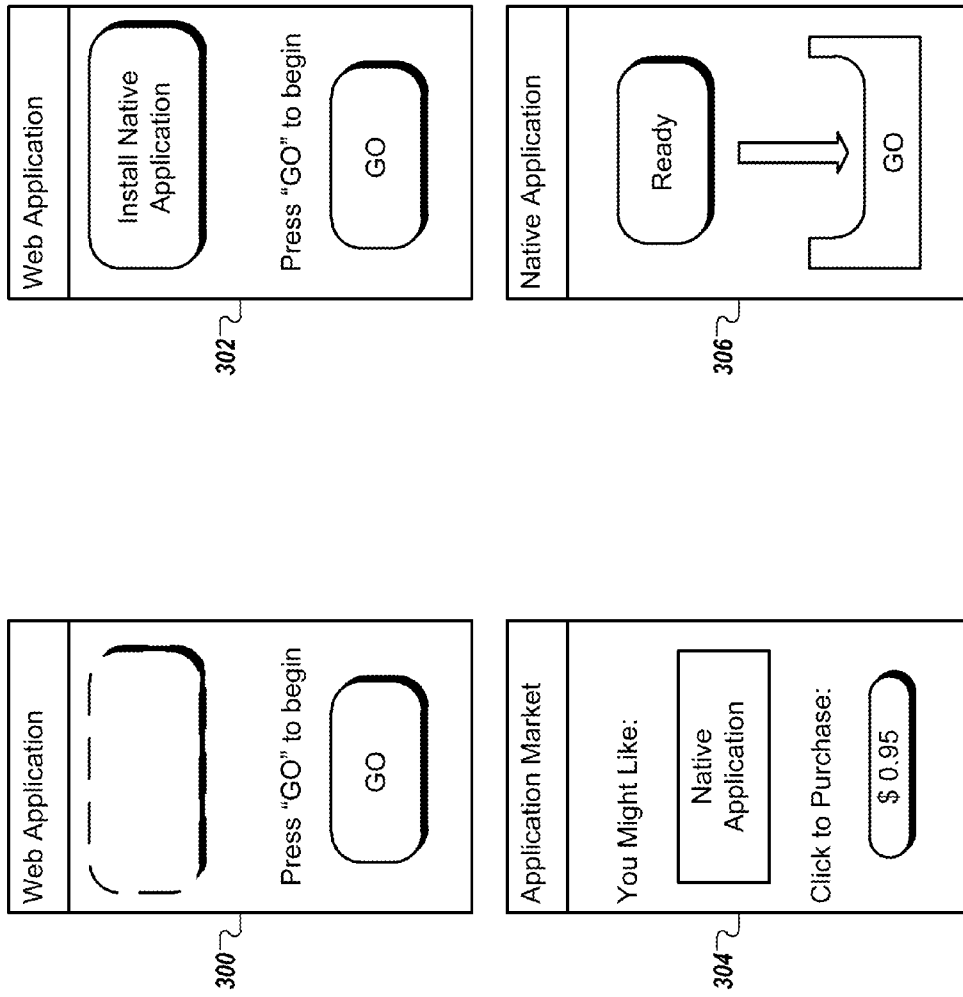 Web Application
300
Press “GO” to begin
GO
Web Application
302
Install Native
Application
Press “GO” to begin
GO
Application Market
304
You Might Like:
Native
Application
Click to Purchase:
$ 0.95
Native Application
306
Ready
GO